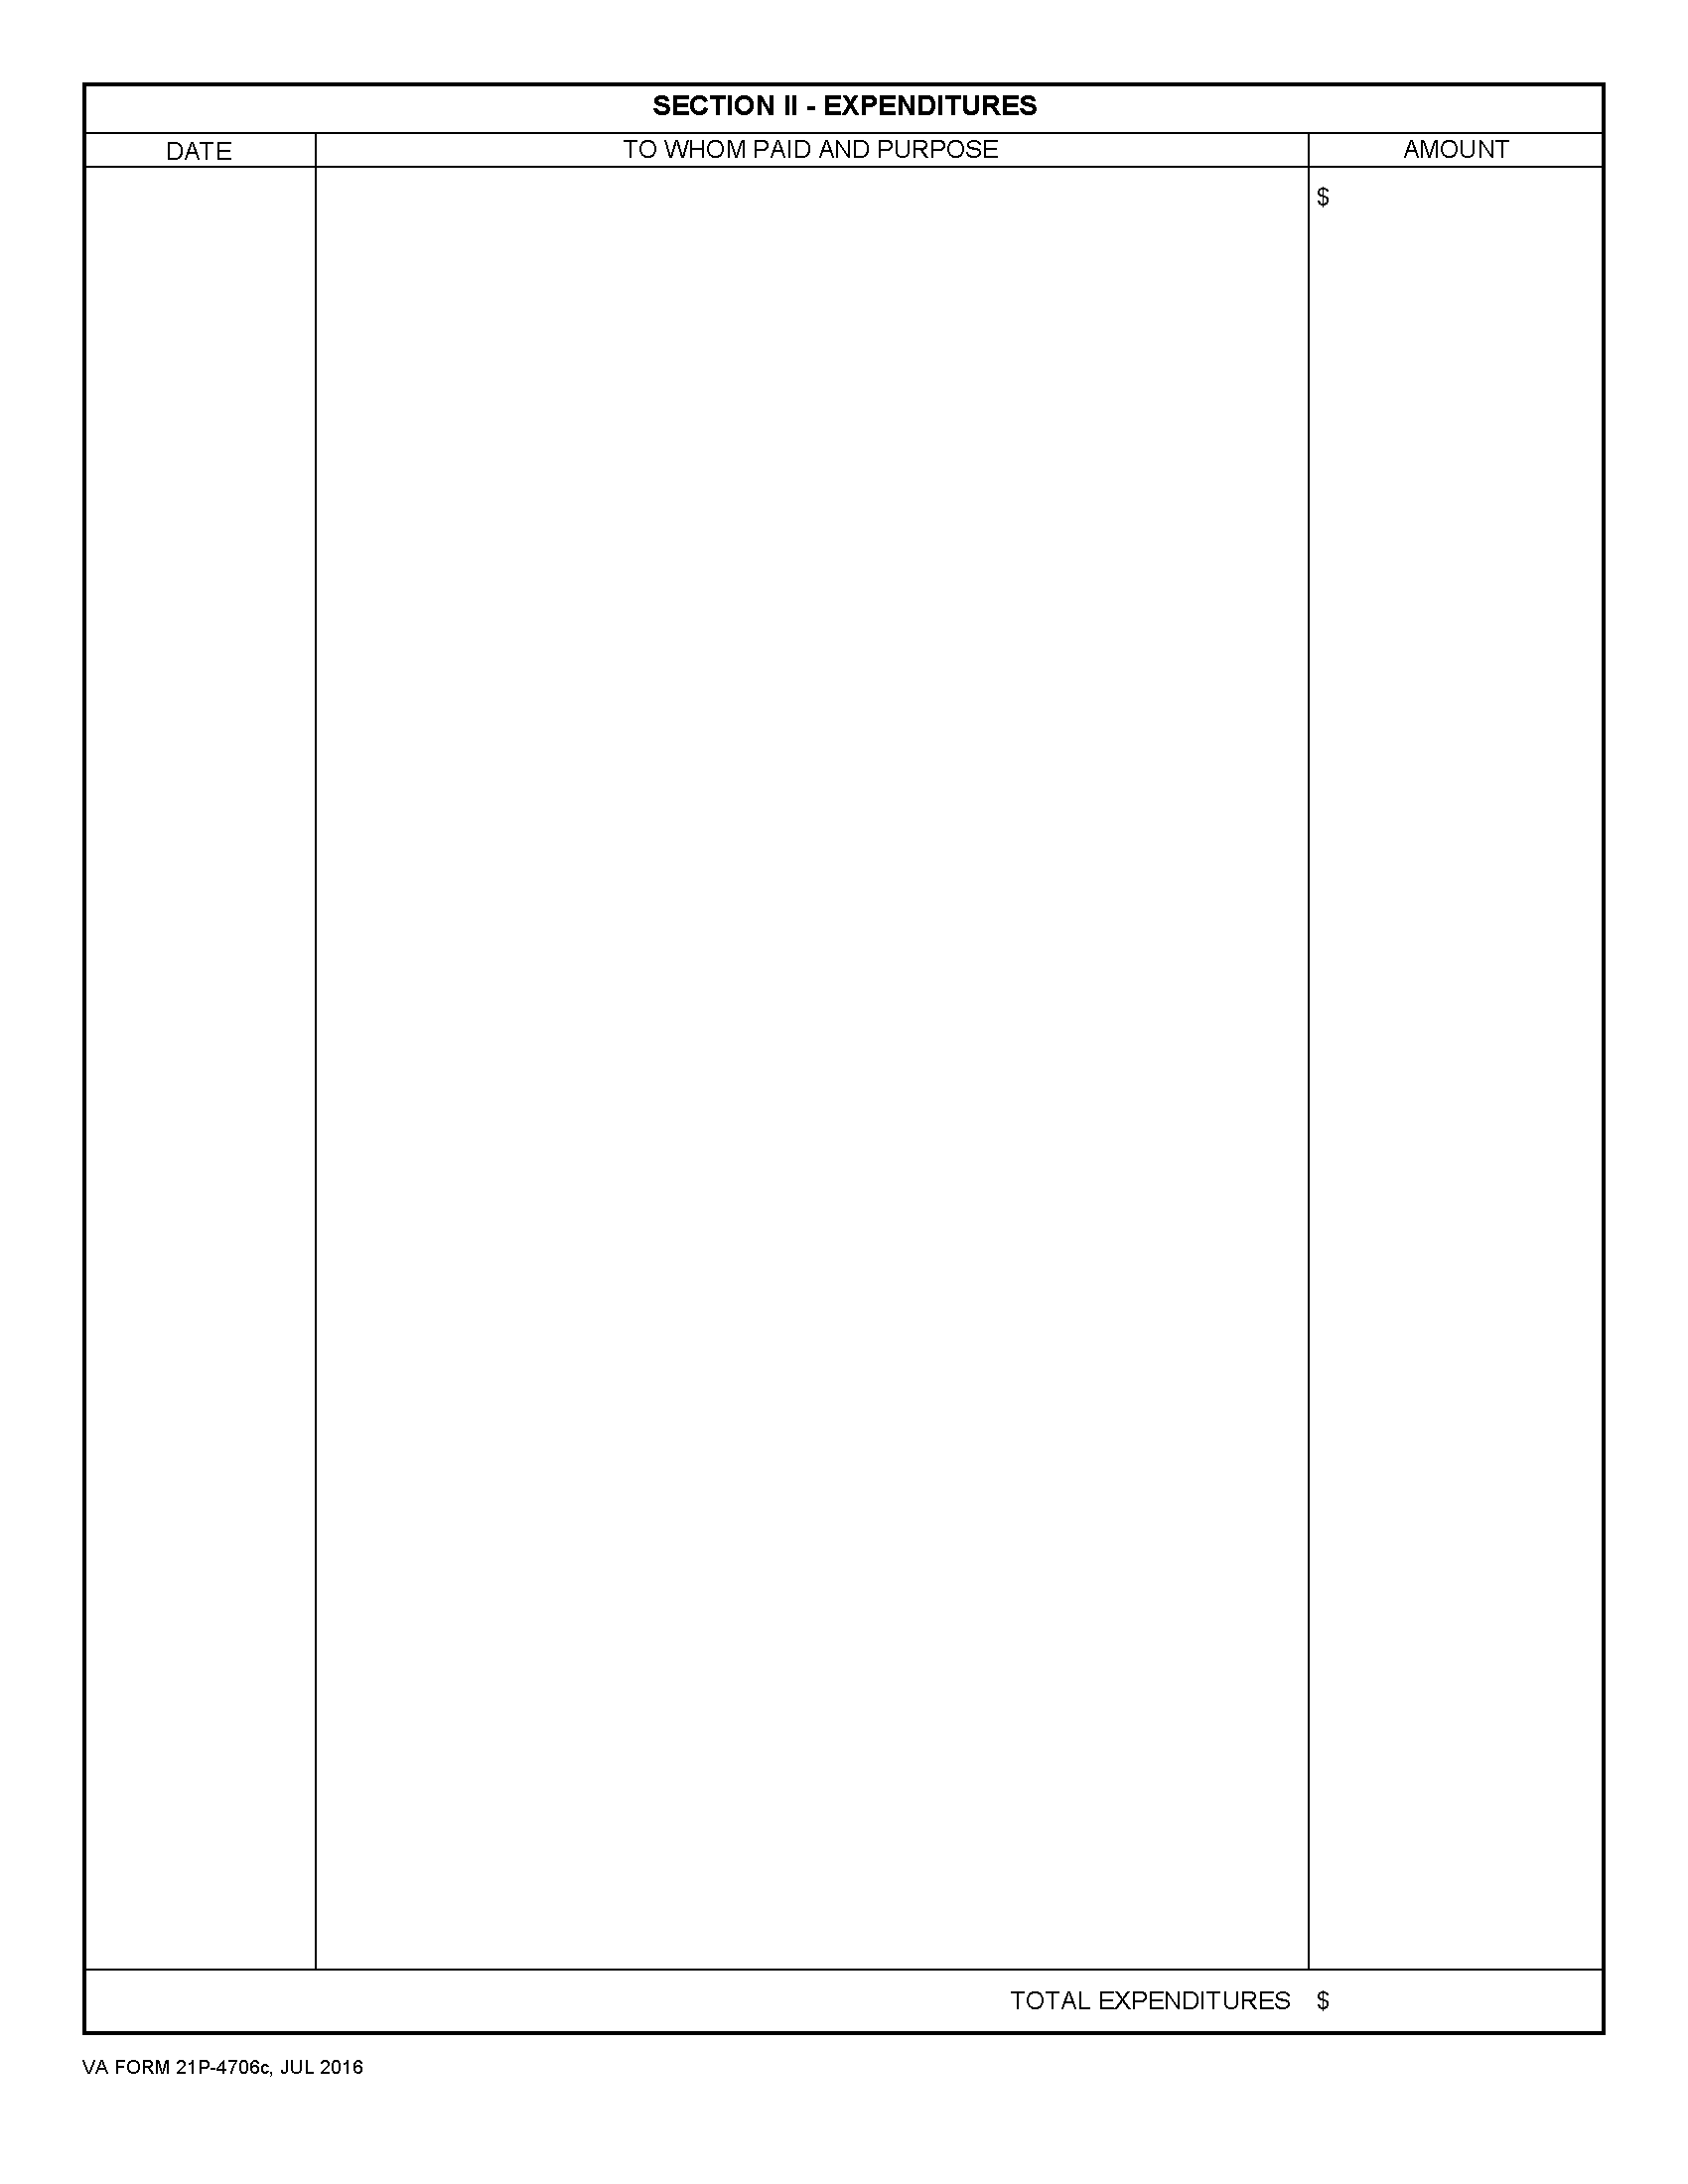 SECTION II - EXPENDITURES
DATE TO WHOM PAID AND PURPOSE AMOUNT
$
TOTAL EXPENDITURES $
VA FORM 21P-4706c, JUL 2016